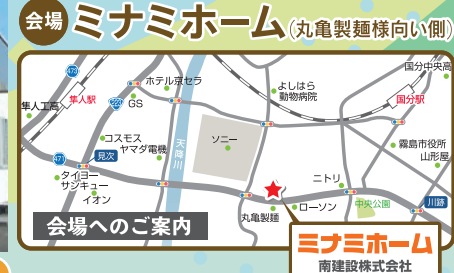 会場 ミナミホーム(丸亀製麺様向い側)
473
ホテル京セラ
よしはら
動物病院
国分中央高
隼人工高
隼人駅
223
GS
国分駅
コスモス
ヤマダ電機
天降川
ソニー
霧島市役所
山形屋
471
見次
タイヨー
サンキュー
イオン
ニトリ
中央公園
川跡
丸亀製麺
ローソン
会場へのご案内
ミナミホーム
南建設株式会社